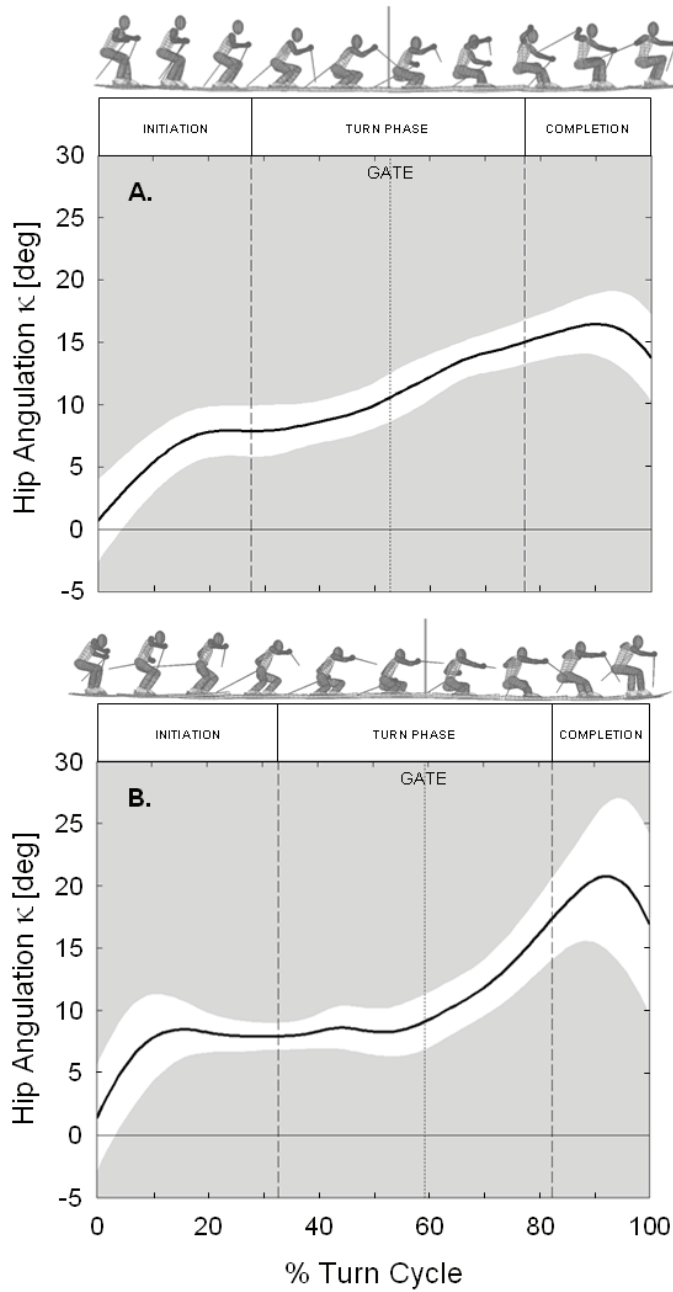 INITIATION TURN PHASE COMPLETION
30
GATE
A.
25
20
15
10
5
0
-5
Hip Angulation κ [deg]
INITIATION TURN PHASE COMPLETION
30
GATE
B.
25
20
15
10
5
0
-5
Hip Angulation κ [deg]
0 20 40 60 80 100
% Turn Cycle